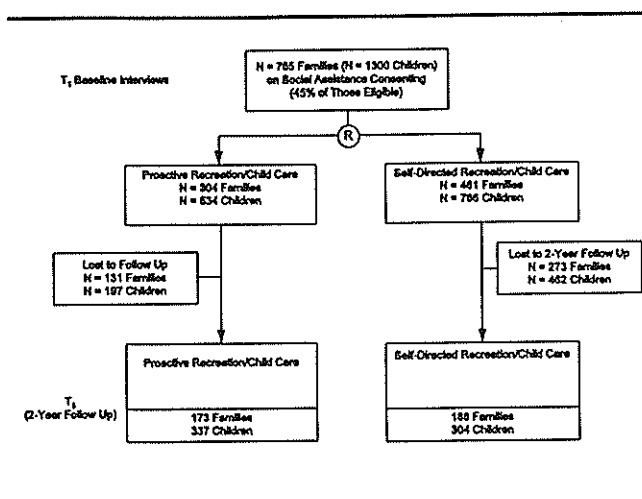 N = 765 Families (N = 1300 Children)
on Social Assistance Consenting
(45% of Those Eligible)
T₁ Baseline Interviews
R
Proactive Recreation/Child Care
N = 304 Families
N = 534 Children
Self-Directed Recreation/Child Care
N = 461 Families
N = 766 Children
Lost to Follow Up
N = 131 Families
N = 197 Children
Lost to 2-Year Follow Up
N = 273 Families
N = 462 Children
Proactive Recreation/Child Care
Self-Directed Recreation/Child Care
T
(2-Year Follow Up)
173 Families
337 Children
188 Families
304 Children